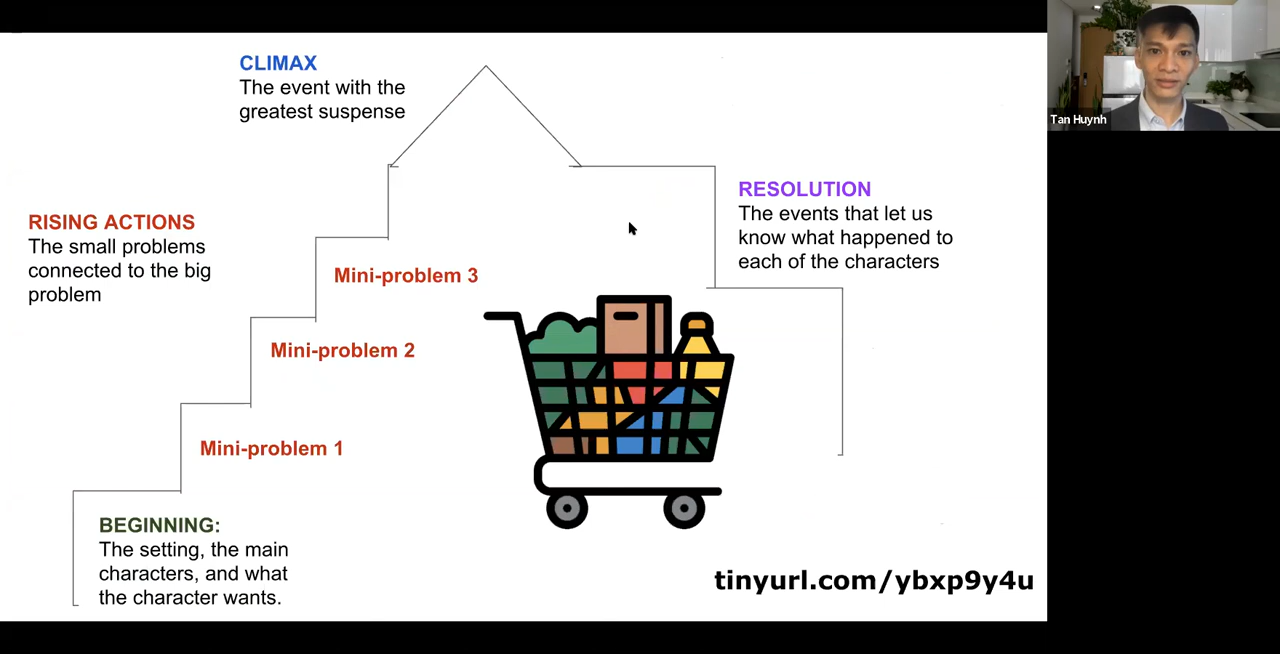 CLIMAX
The event with the
greatest suspense
Tan Huynh
RISING ACTIONS
The small problems
connected to the big
problem
RESOLUTION
The events that let us
know what happened to
each of the characters
Mini-problem 3
Mini-problem 2
Mini-problem 1
BEGINNING:
The setting, the main
characters, and what
the character wants.
tinyurl.com/ybxp9y4u